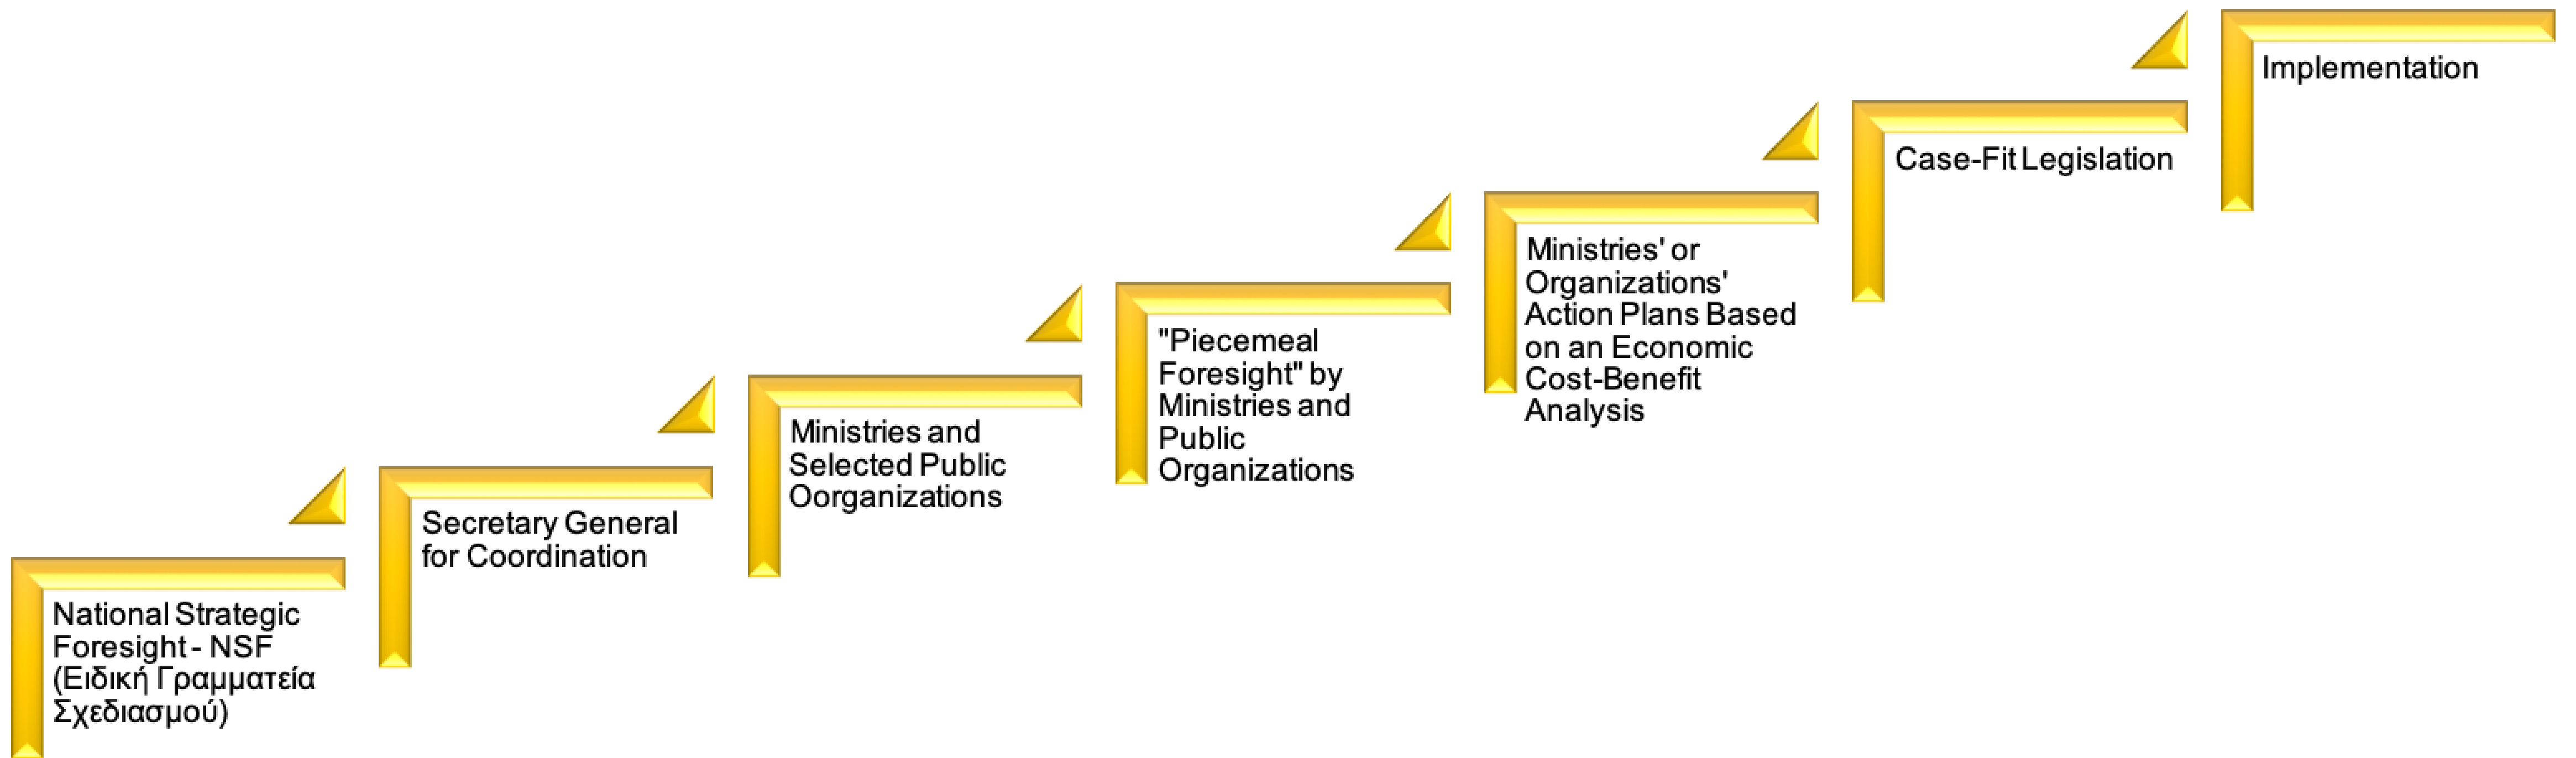 National Strategic
Foresight - NSF
(Ειδική Γραμματεία
Σχεδιασμού)
Secretary General
for Coordination
Ministries and
Selected Public
Oorganizations
"Piecemeal
Foresight" by
Ministries and
Public
Organizations
Ministries' or
Organizations'
Action Plans Based
on an Economic
Cost-Benefit
Analysis
Case-Fit Legislation
Implementation